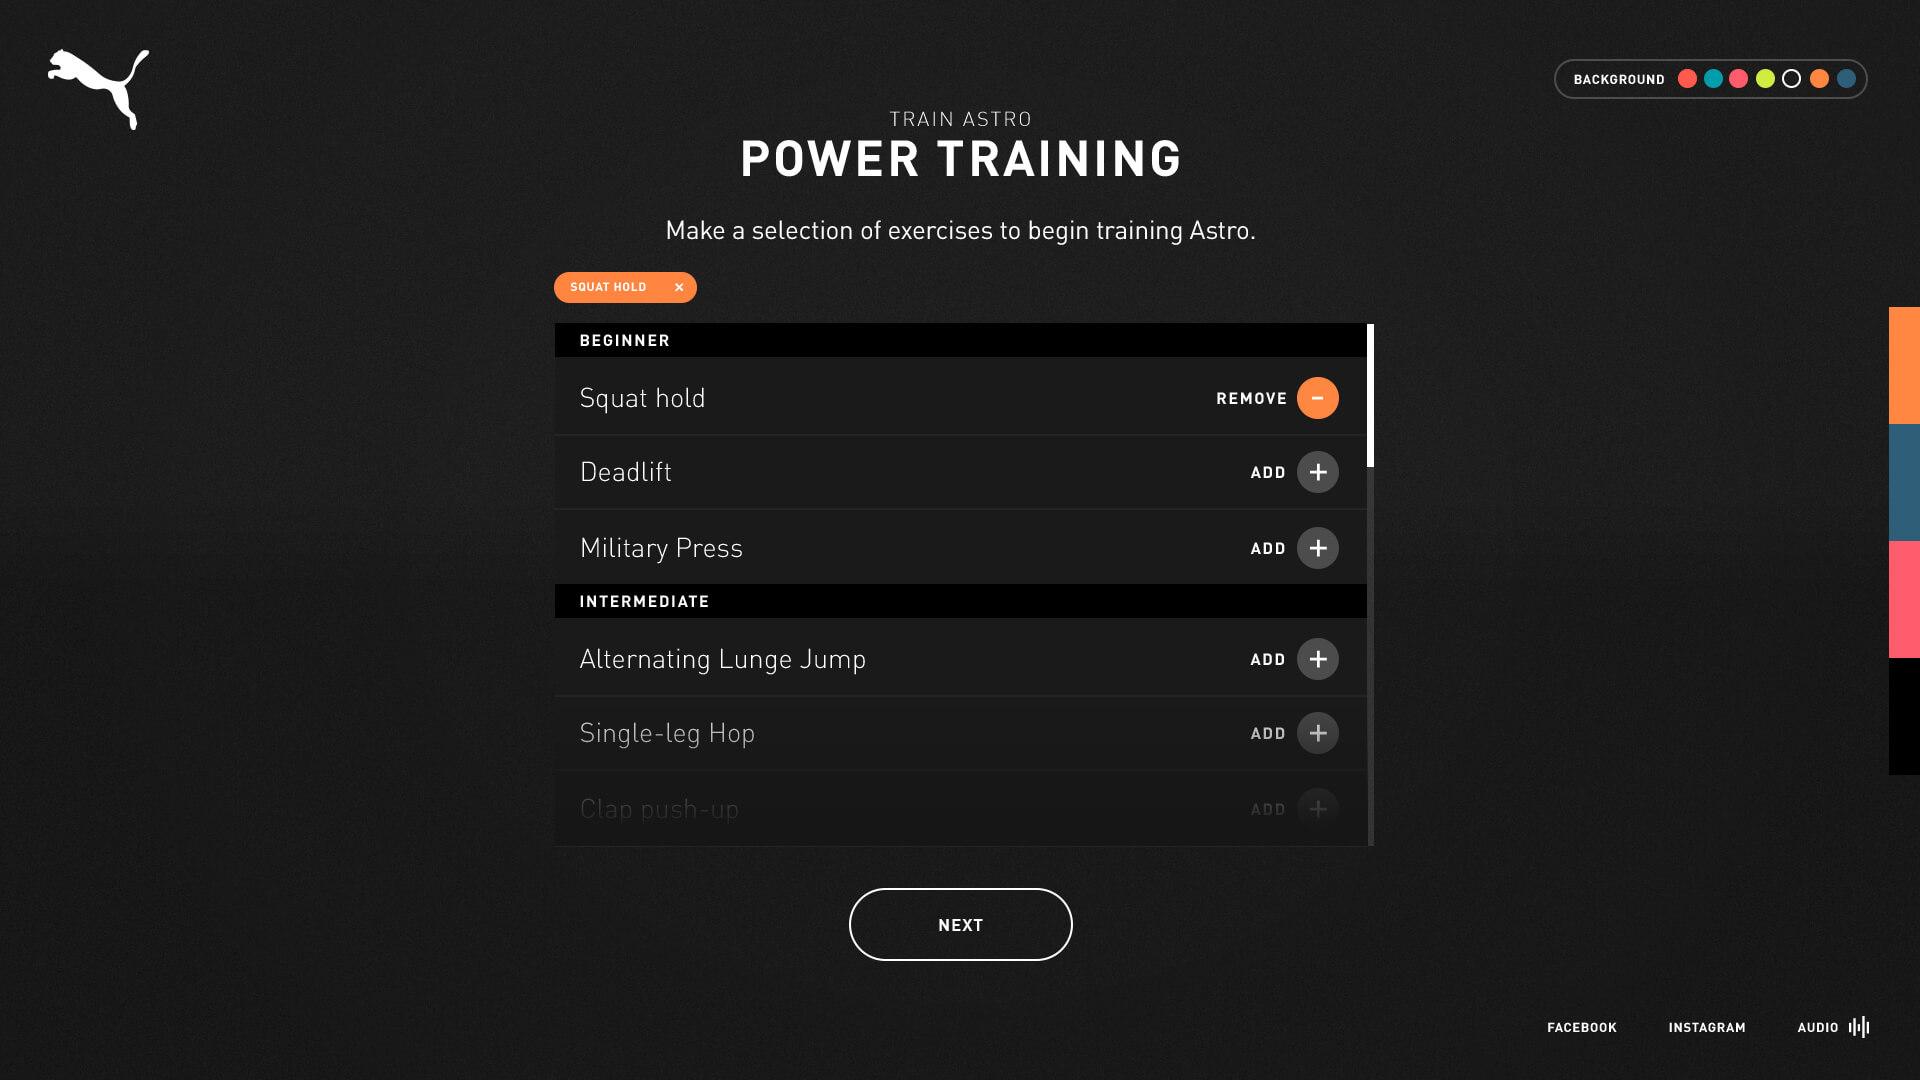 BACKGROUND
TRAIN ASTRO
POWER TRAINING
Make a selection of exercises to begin training Astro.
SQUAT HOLD ×
BEGINNER
Squat hold REMOVE -
Deadlift ADD +
Military Press ADD +
INTERMEDIATE
Alternating Lunge Jump ADD +
Single-leg Hop ADD +
Clap push-up ADD +
NEXT
FACEBOOK INSTAGRAM AUDIO